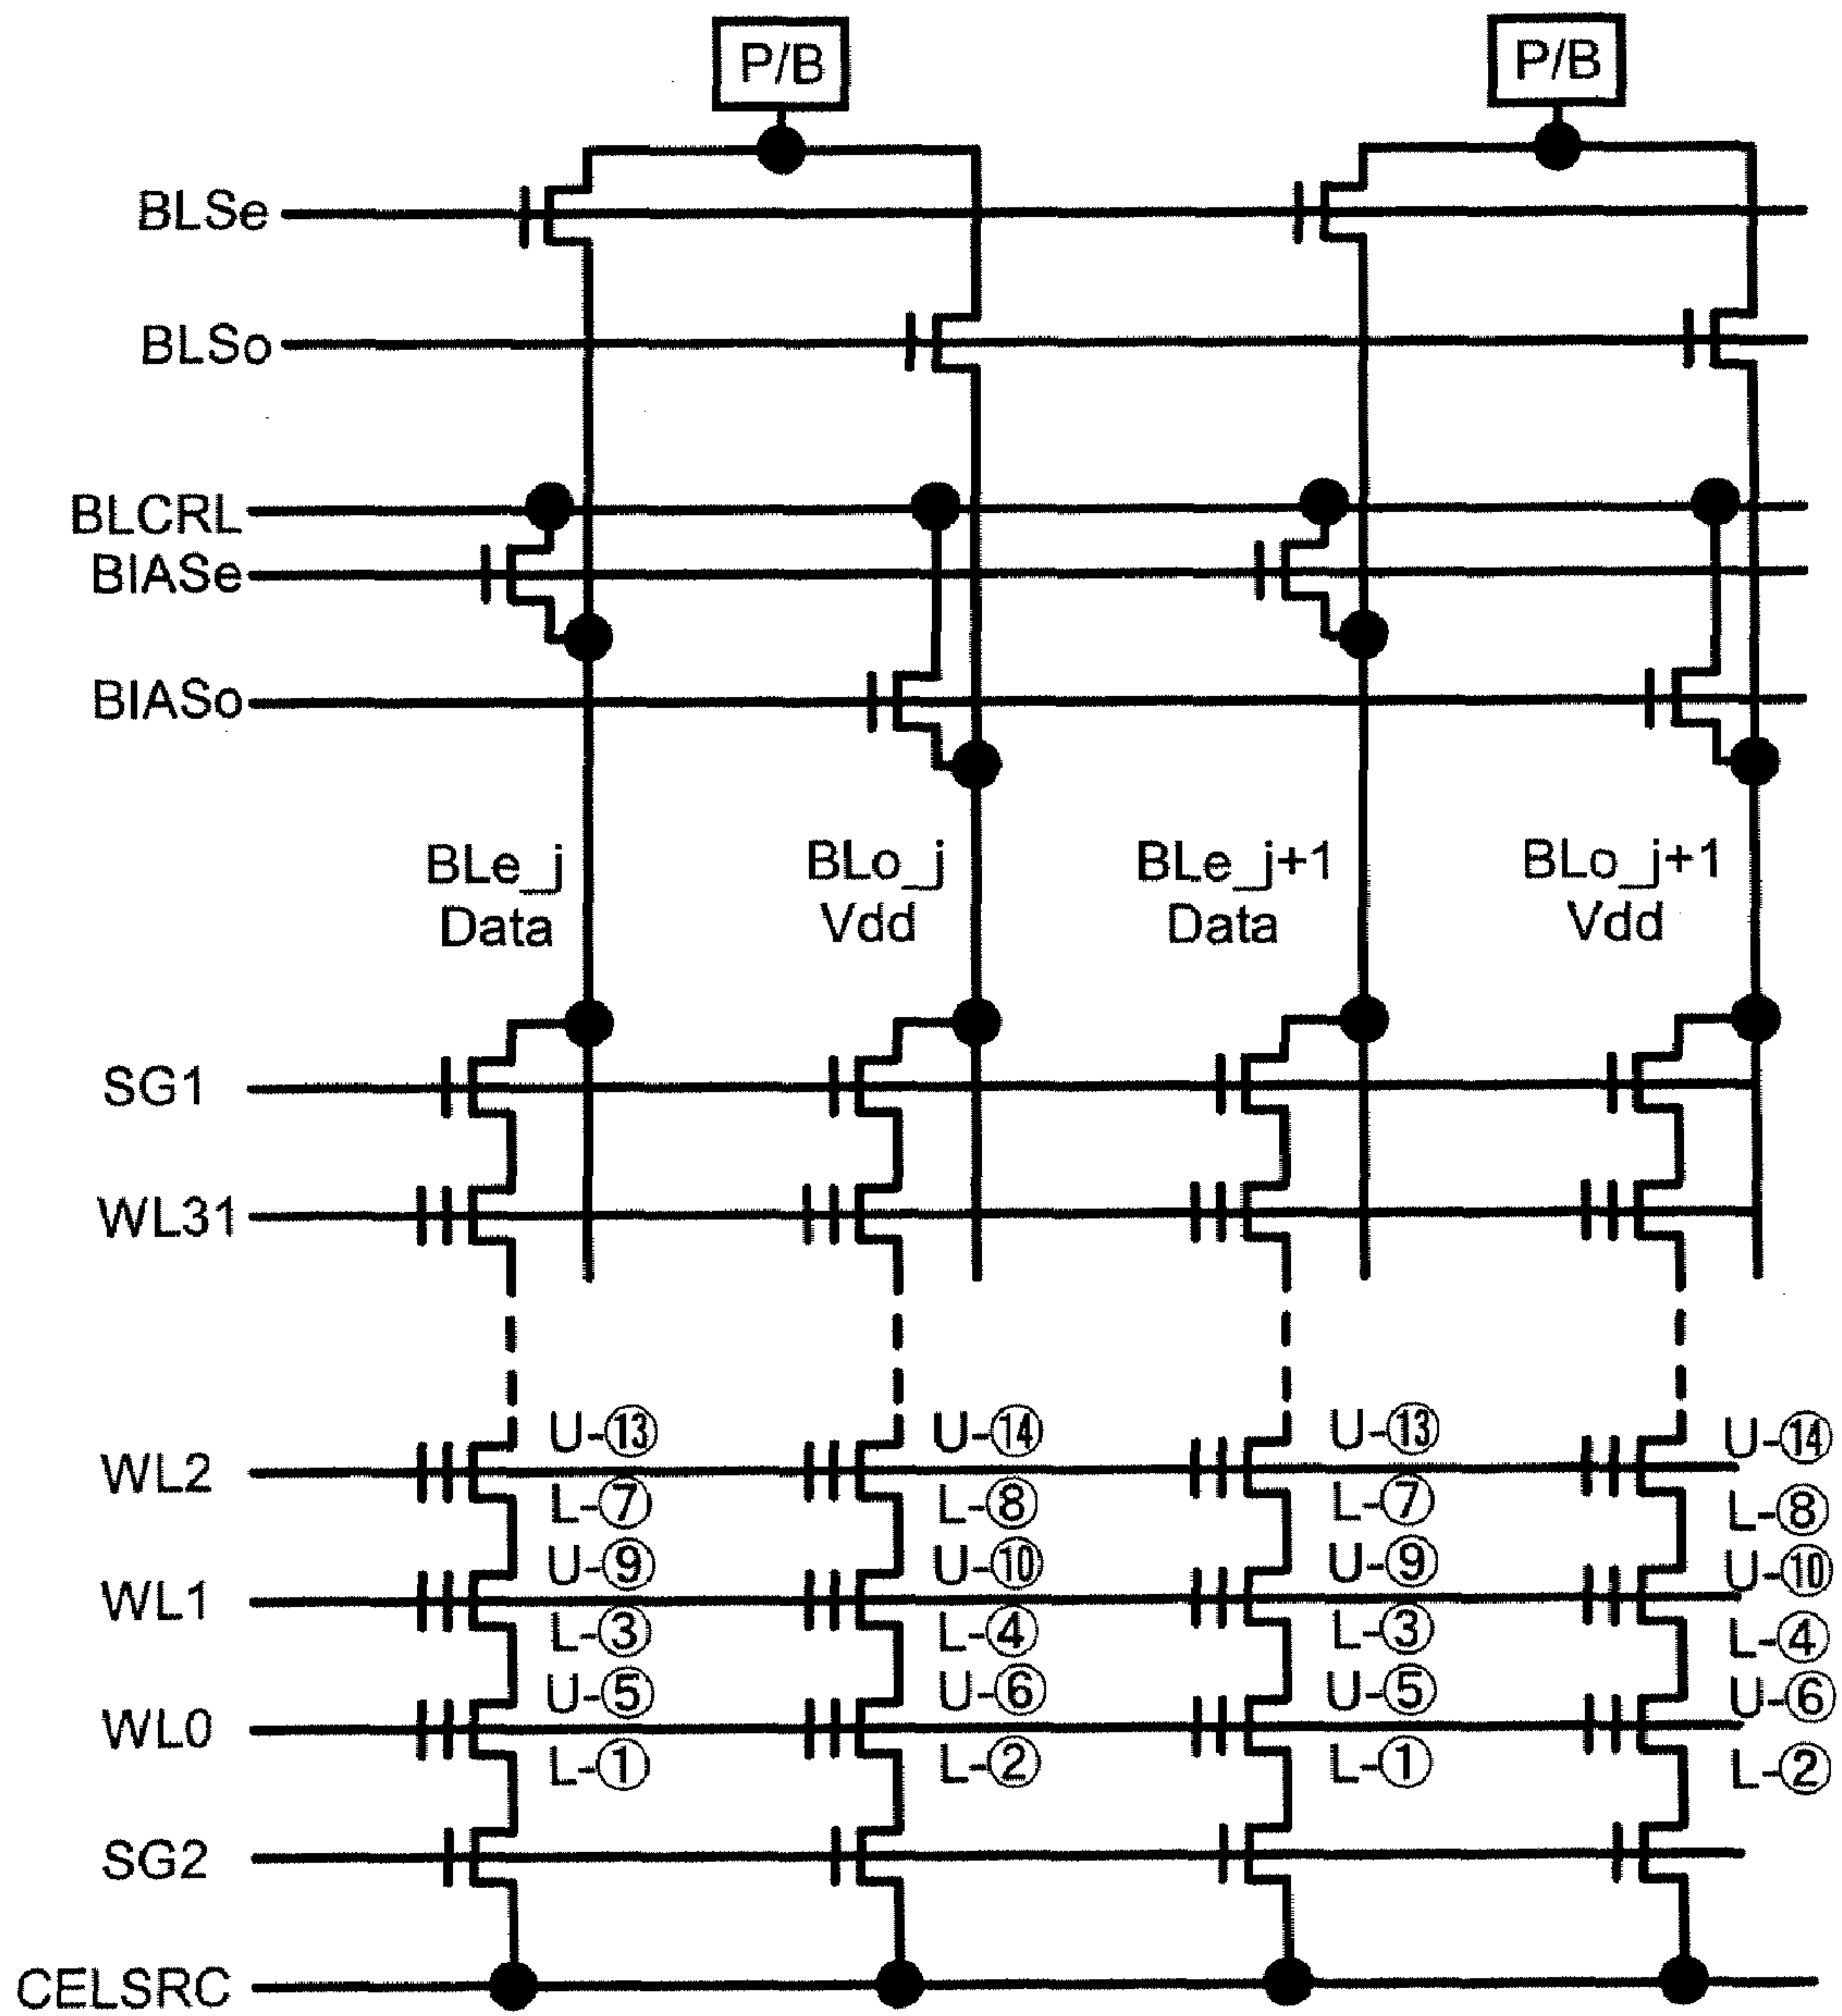 P/B P/B
BLSe
BLSo
BLCRL
BIASe
BIASo
BLe_j BLo_j BLe_j+1 BLo_j+1
Data Vdd Data Vdd
SG1
WL31
U-⑬ U-⑭ U-⑬ U-⑭
WL2
L-⑦ L-⑧ L-⑦ L-⑧
U-⑨ U-⑩ U-⑨ U-⑩
WL1
L-③ L-④ L-③ L-④
U-⑤ U-⑥ U-⑤ U-⑥
WL0
L-① L-② L-① L-②
SG2
CELSRC